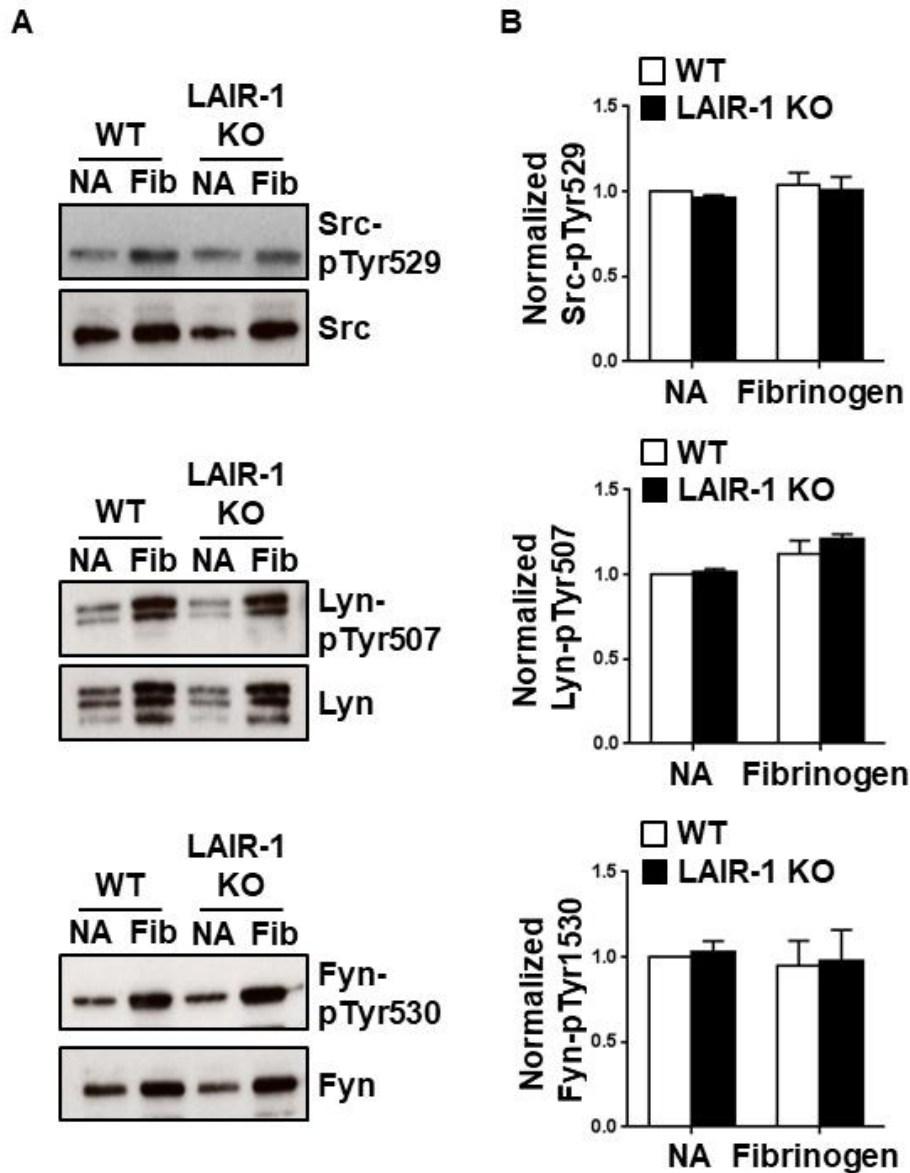 A
WT
LAIR-1
KO
NA Fib NA Fib
Src-
pTyr529
Src
WT
LAIR-1
KO
NA Fib NA Fib
Lyn-
pTyr507
Lyn
WT
LAIR-1
KO
NA Fib NA Fib
Fyn-
pTyr530
Fyn
B
WT
LAIR-1 KO
Normalized
Src-pTyr529
1.5
1.0
0.5
0.0
NA Fibrinogen
WT
LAIR-1 KO
Normalized
Lyn-pTyr507
1.5
1.0
0.5
0.0
NA Fibrinogen
WT
LAIR-1 KO
Normalized
Fyn-pTyr1530
1.5
1.0
0.5
0.0
NA Fibrinogen